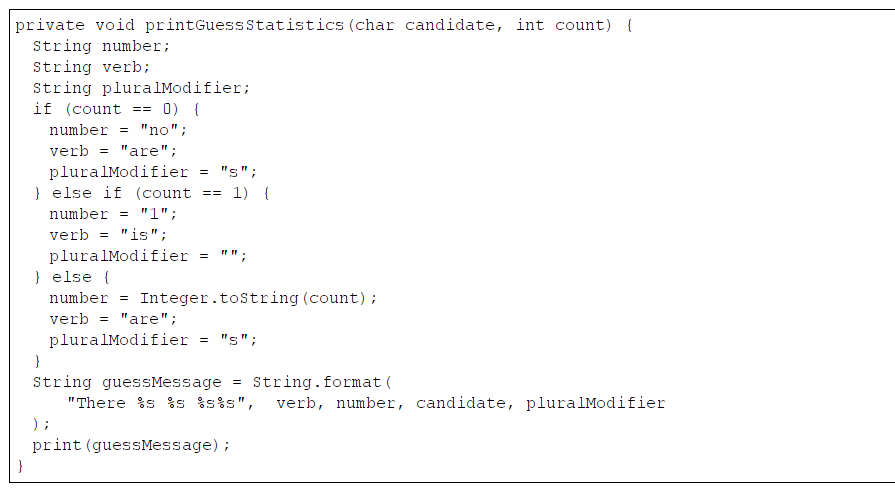 private void printGuessStatistics(char candidate, int count) {
  String number;
  String verb;
  String pluralModifier;
  if (count == 0) {
    number = "no";
    verb = "are";
    pluralModifier = "s";
  } else if (count == 1) {
    number = "1";
    verb = "is";
    pluralModifier = "";
  } else {
    number = Integer.toString(count);
    verb = "are";
    pluralModifier = "s";
  }
  String guessMessage = String.format(
      "There %s %s %s%s",  verb, number, candidate, pluralModifier
  );
  print(guessMessage);
}